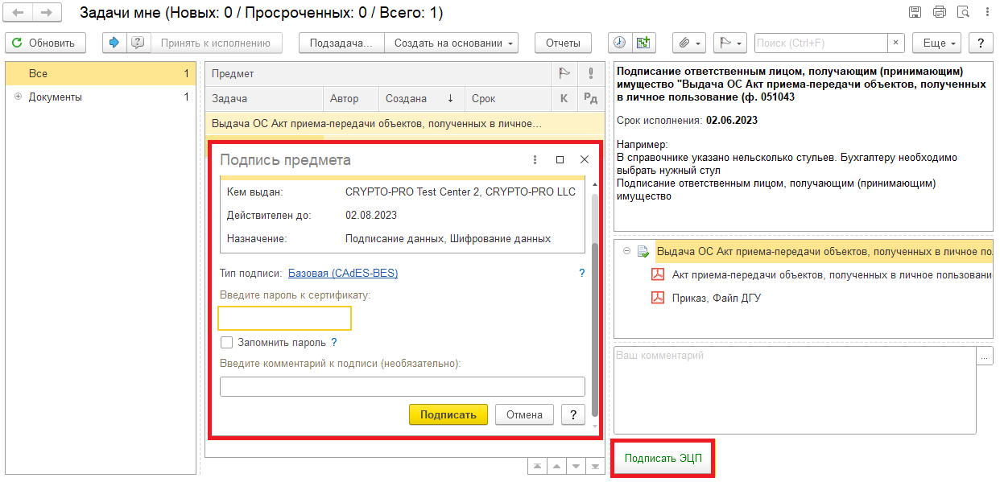 Задачи мне (Новых: 0 / Просроченных: 0 / Всего: 1)
Обновить
Принять к исполнению
Подзадача...
Создать на основании
Отчеты
Поиск (Ctrl+F)
×
Еще
?
Все 1
Документы 1
Предмет
Задача Автор Создана ↓ Срок К Рд
Выдача ОС Акт приема-передачи объектов, полученных в личное...
Подпись предмета
Кем выдан: CRYPTO-PRO Test Center 2, CRYPTO-PRO LLC
Действителен до: 02.08.2023
Назначение: Подписание данных, Шифрование данных
Тип подписи: Базовая (CAdES-BES) ?
Введите пароль к сертификату:
Запомнить пароль ?
Введите комментарий к подписи (необязательно):
Подписать
Отмена
?
Подписание ответственным лицом, получающим (принимающим)
имущество "Выдача ОС Акт приема-передачи объектов, полученных
в личное пользование (ф. 051043
Срок исполнения: 02.06.2023
Например:
В справочнике указано нельсколько стульев. Бухгалтеру необходимо
выбрать нужный стул
Подписание ответственным лицом, получающим (принимающим)
имущество
Выдача ОС Акт приема-передачи объектов, полученных в личное по
Акт приема-передачи объектов, полученных в личное пользовани
Приказ, Файл ДГУ
Ваш комментарий
...
Подписать ЭЦП